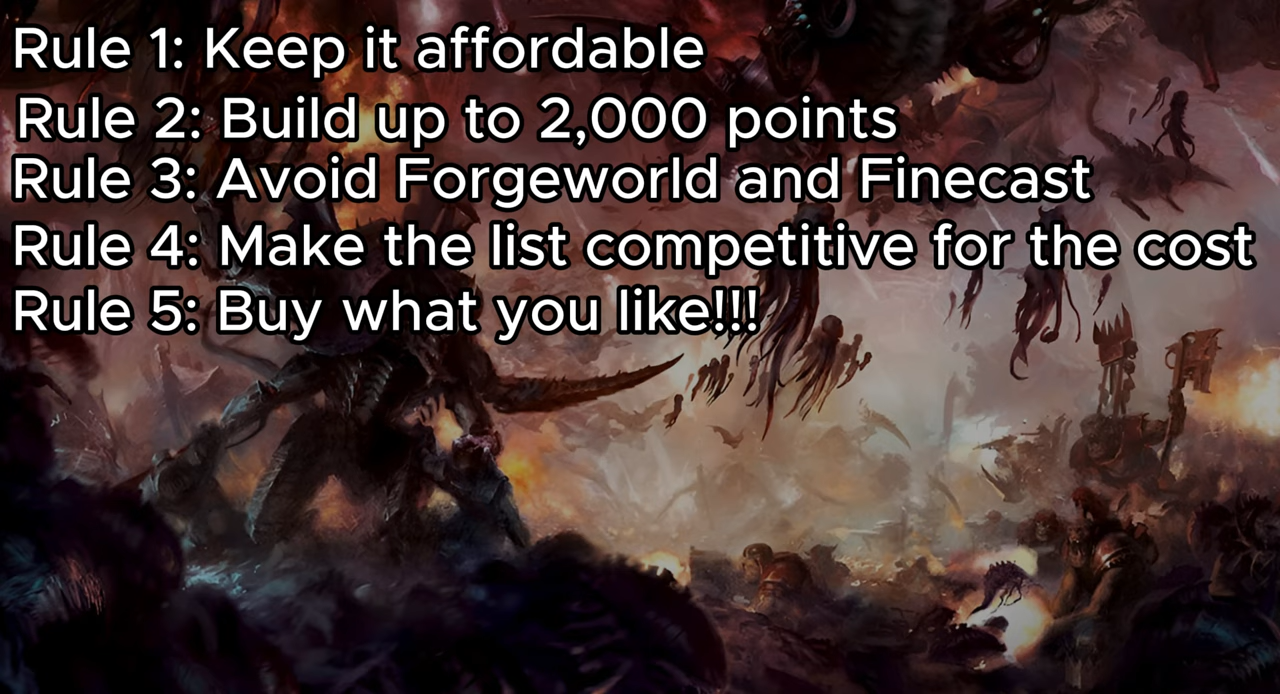 Rule 1: Keep it affordable
Rule 2: Build up to 2,000 points
Rule 3: Avoid Forgeworld and Finecast
Rule 4: Make the list competitive for the cost
Rule 5: Buy what you like!!!